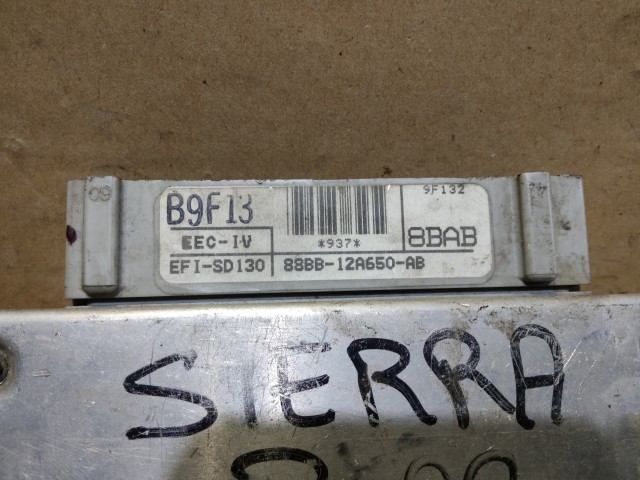 9F132
B9F13
EEC-IV *937* 8BAB
EFI-SD130 88BB-12A650-AB
SIERRA